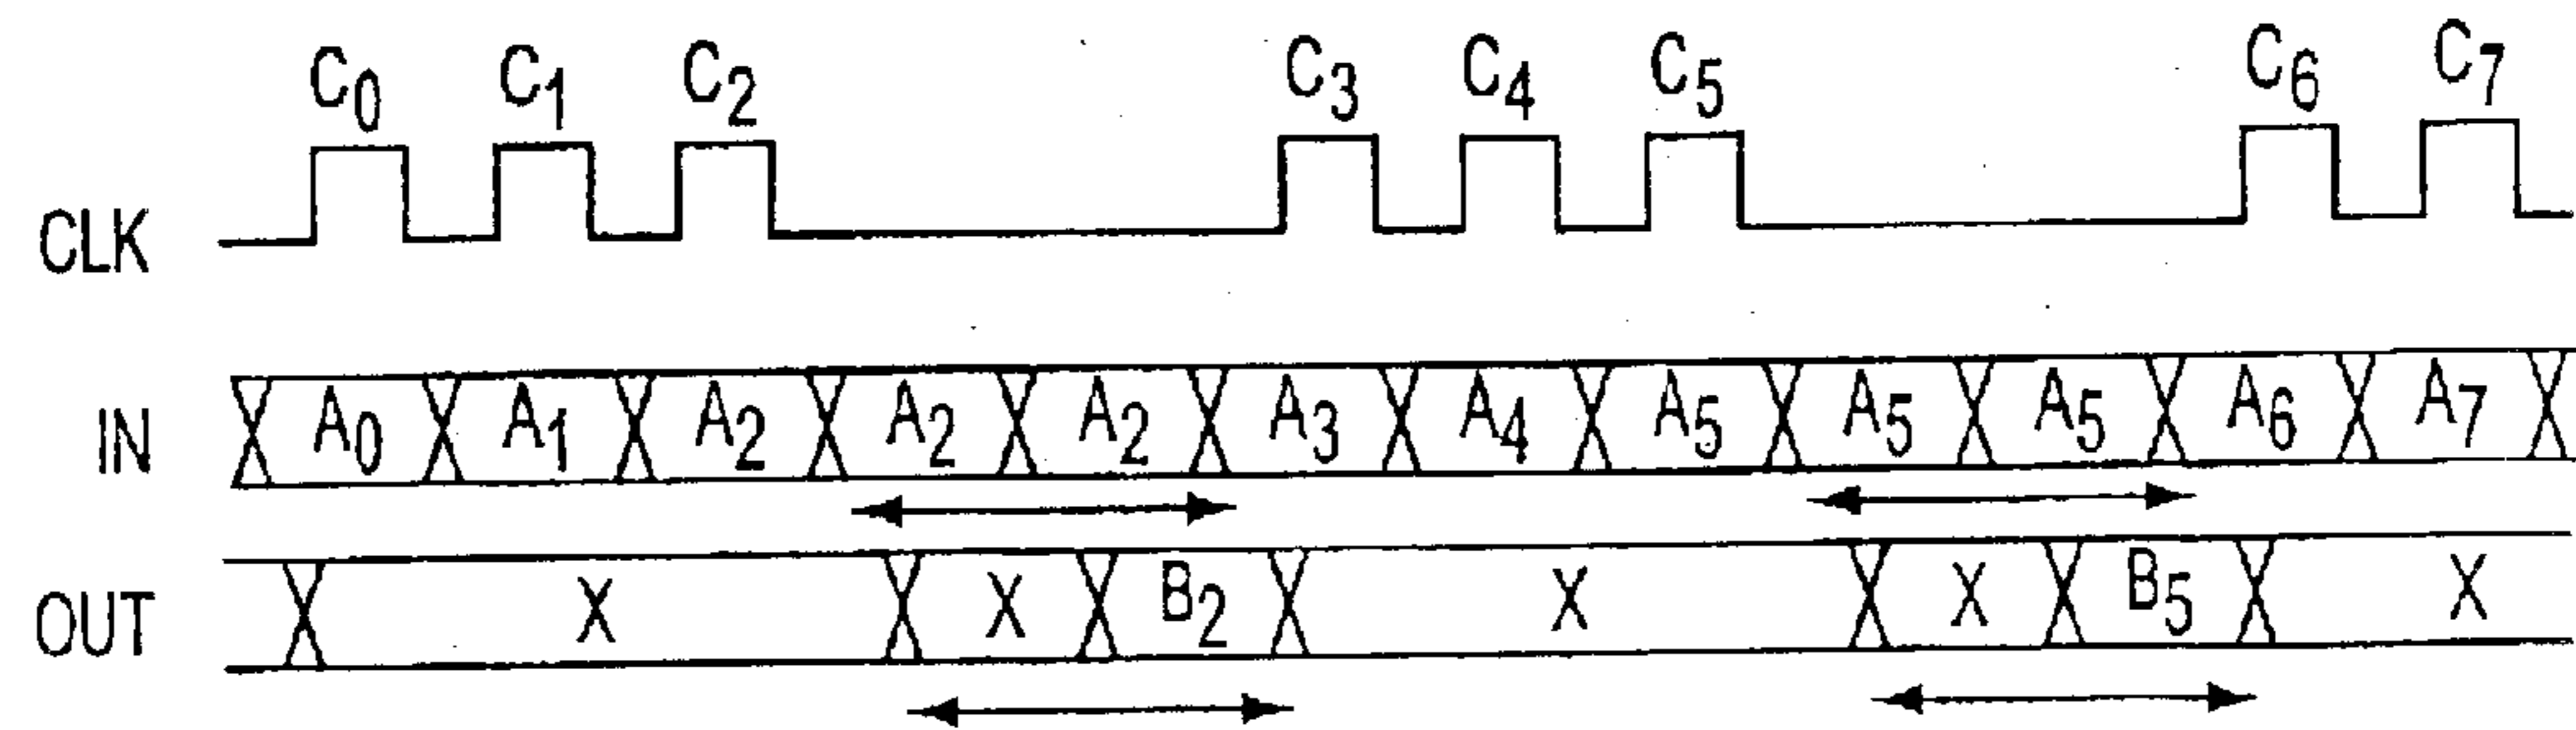 C0 C1 C2 C3 C4 C5 C6 C7
CLK
IN A0 A1 A2 A2 A2 A3 A4 A5 A5 A5 A6 A7
OUT X X B2 X X B5 X